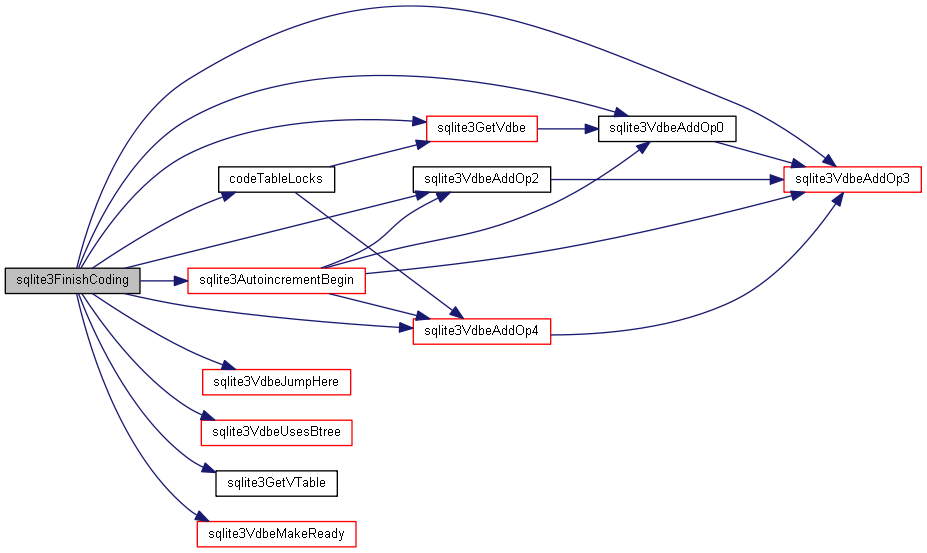 sqlite3GetVdbe
sqlite3VdbeAddOp0
codeTableLocks
sqlite3VdbeAddOp2
sqlite3VdbeAddOp3
sqlite3FinishCoding
sqlite3AutoincrementBegin
sqlite3VdbeAddOp4
sqlite3VdbeJumpHere
sqlite3VdbeUsesBtree
sqlite3GetVTable
sqlite3VdbeMakeReady